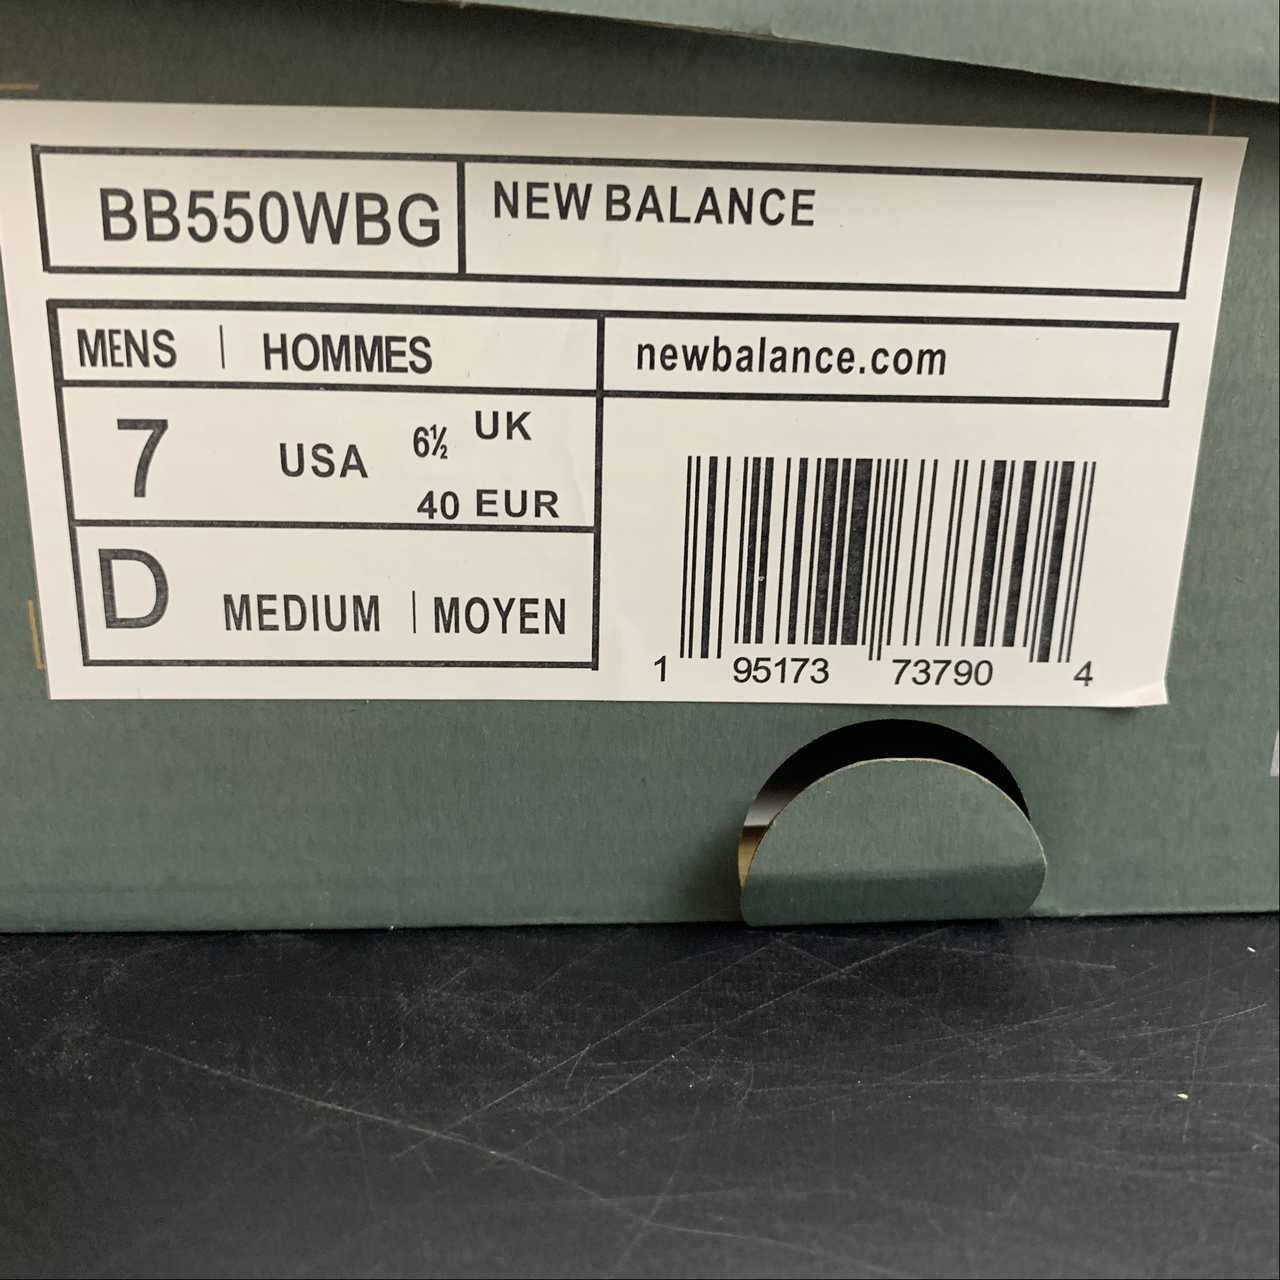 BB550WBG
NEW BALANCE
MENS | HOMMES
newbalance.com
7 USA 6½ UK
40 EUR
D MEDIUM | MOYEN
1 95173 73790 4